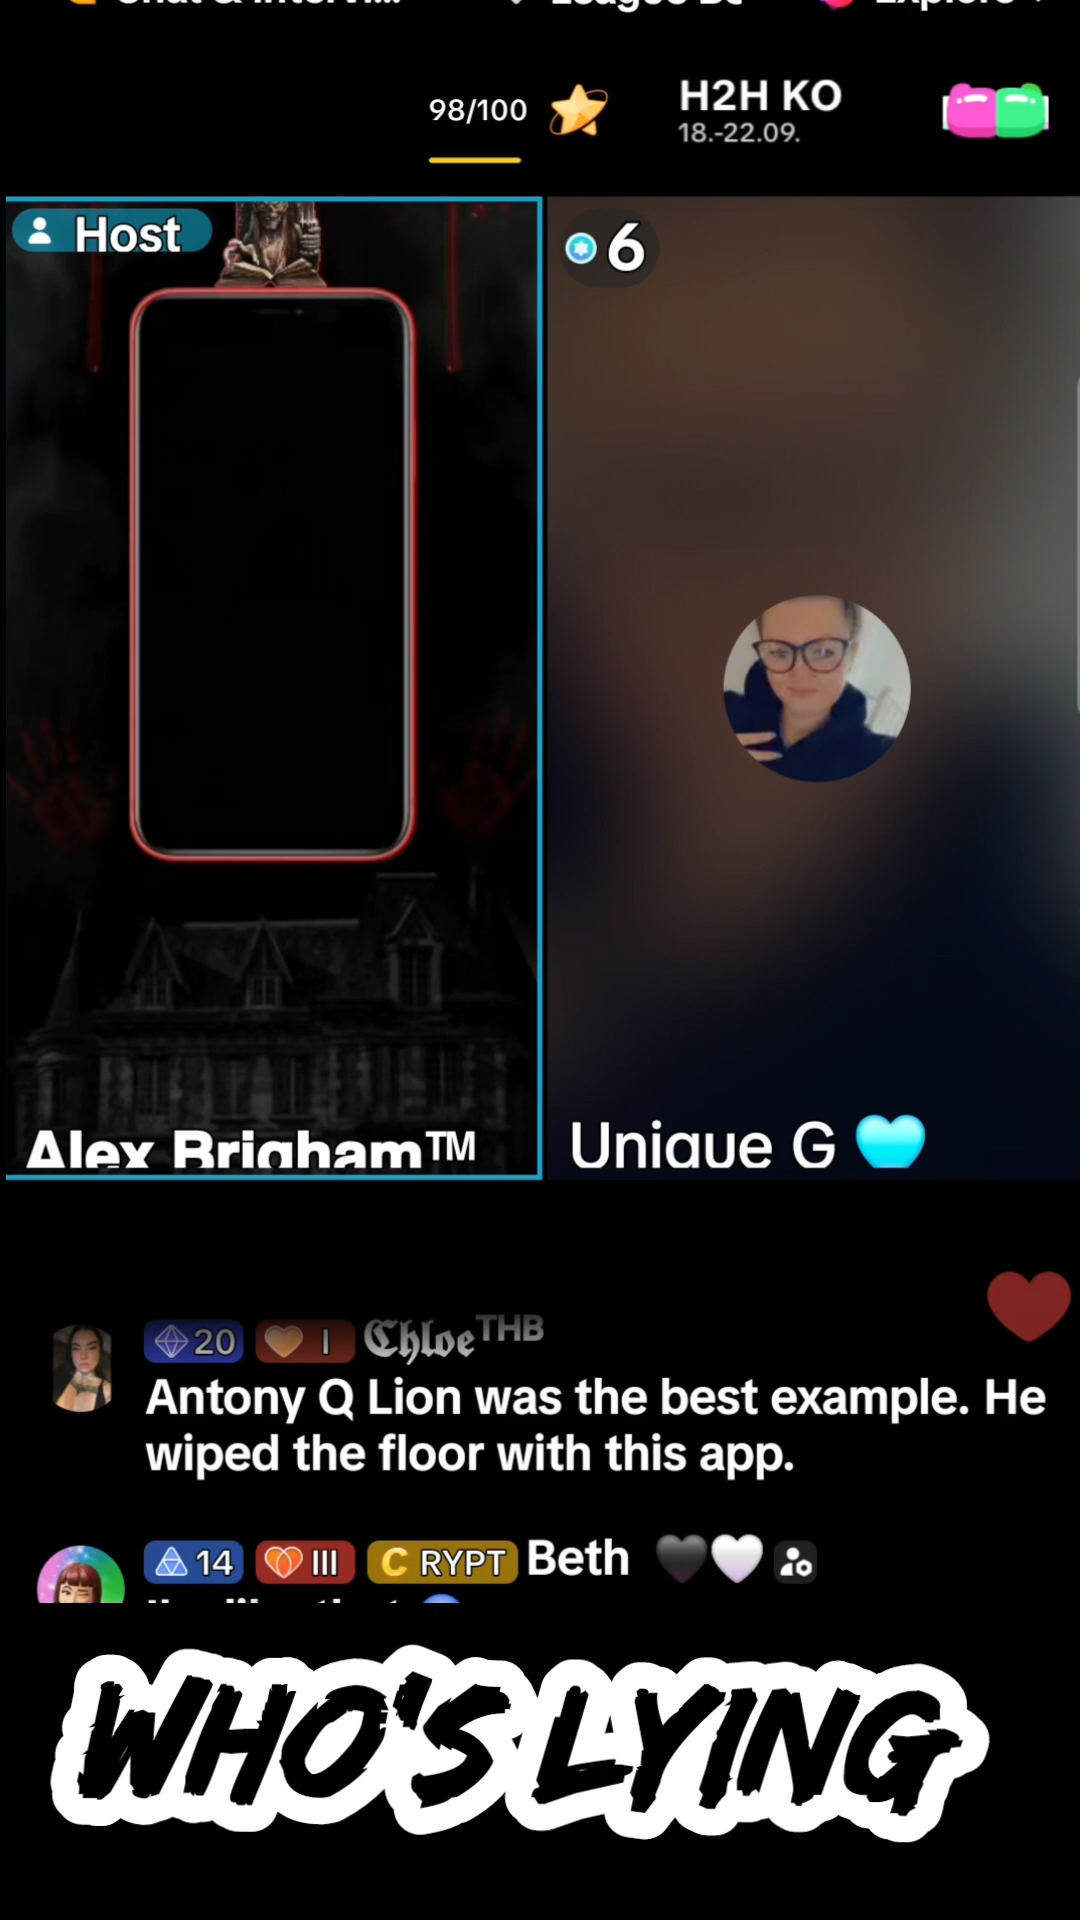 98/100
H2H KO
18.-22.09.
Host
6
Alex Brigham™
Unique G
20 I Chloe THB
Antony Q Lion was the best example. He
wiped the floor with this app.
14 III C RYPT Beth
WHO'S LYING